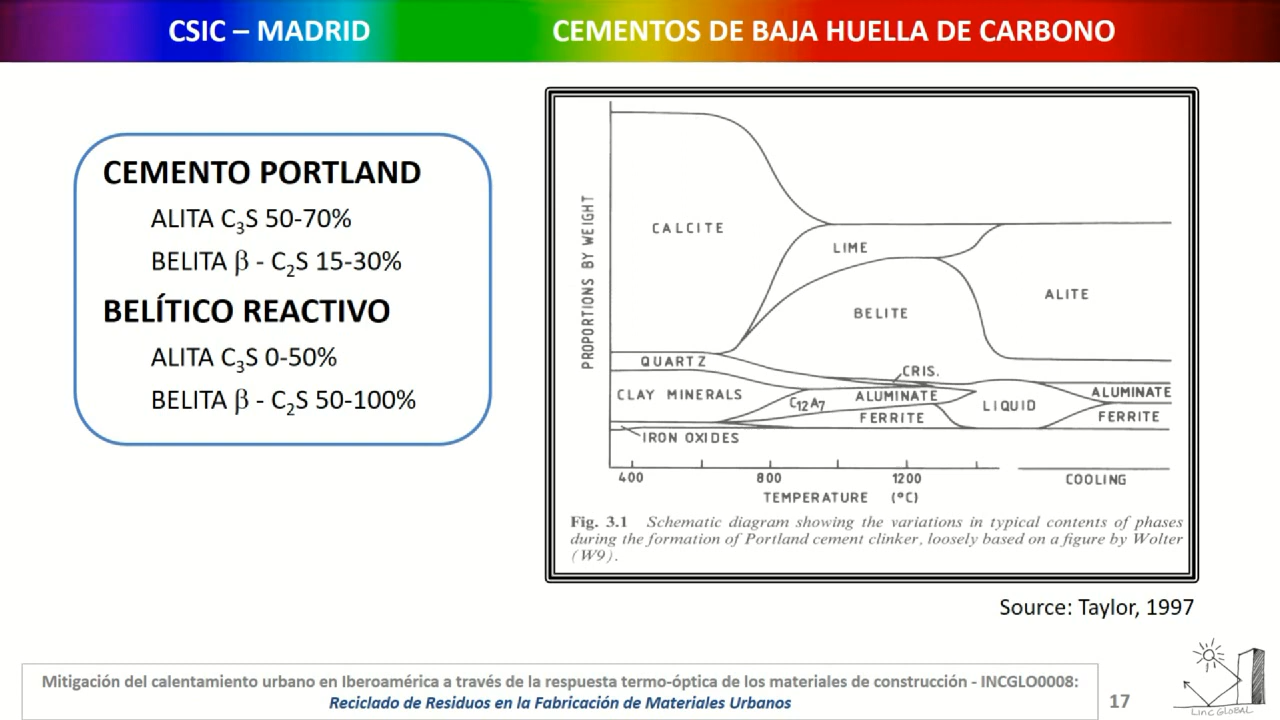 CSIC – MADRID
CEMENTOS DE BAJA HUELLA DE CARBONO
CEMENTO PORTLAND
ALITA C₃S 50-70%
BELITA β - C₂S 15-30%
BELÍTICO REACTIVO
ALITA C₃S 0-50%
BELITA β - C₂S 50-100%
PROPORTIONS BY WEIGHT
CALCITE
LIME
BELITE
ALITE
QUARTZ
CRIS.
CLAY MINERALS
C₁₂A₇
ALUMINATE
FERRITE
LIQUID
ALUMINATE
FERRITE
IRON OXIDES
400
800
1200
COOLING
TEMPERATURE (°C)
Fig. 3.1 Schematic diagram showing the variations in typical contents of phases
during the formation of Portland cement clinker, loosely based on a figure by Wolter
(W9).
Source: Taylor, 1997
Mitigación del calentamiento urbano en Iberoamérica a través de la respuesta termo-óptica de los materiales de construcción - INCGLO0008:
Reciclado de Residuos en la Fabricación de Materiales Urbanos
17
LINCGLOBAL